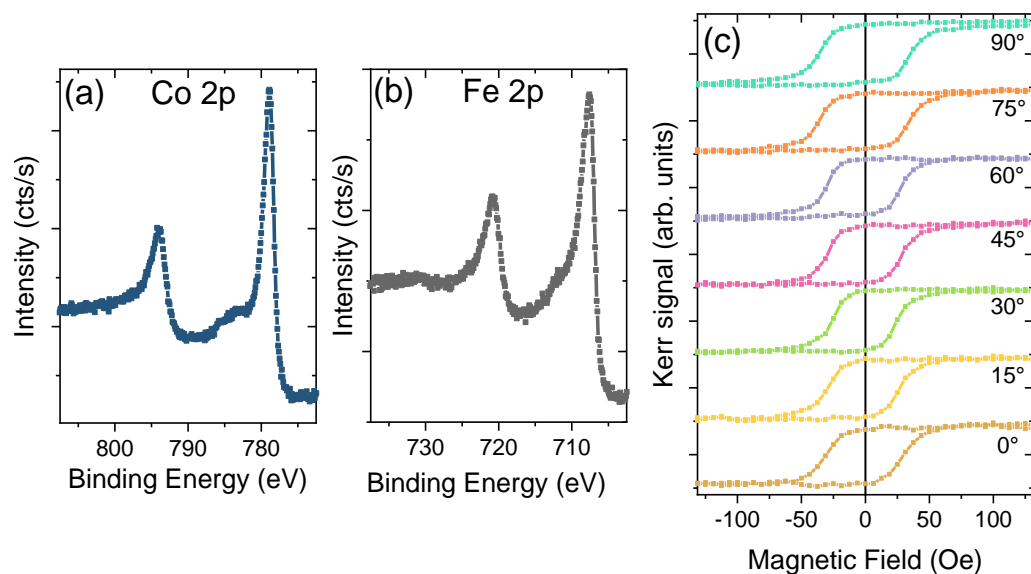 (a) Co 2p
Intensity (cts/s)
800 790 780
Binding Energy (eV)
(b) Fe 2p
Intensity (cts/s)
730 720 710
Binding Energy (eV)
(c)
Kerr signal (arb. units)
90°
75°
60°
45°
30°
15°
0°
-100 -50 0 50 100
Magnetic Field (Oe)